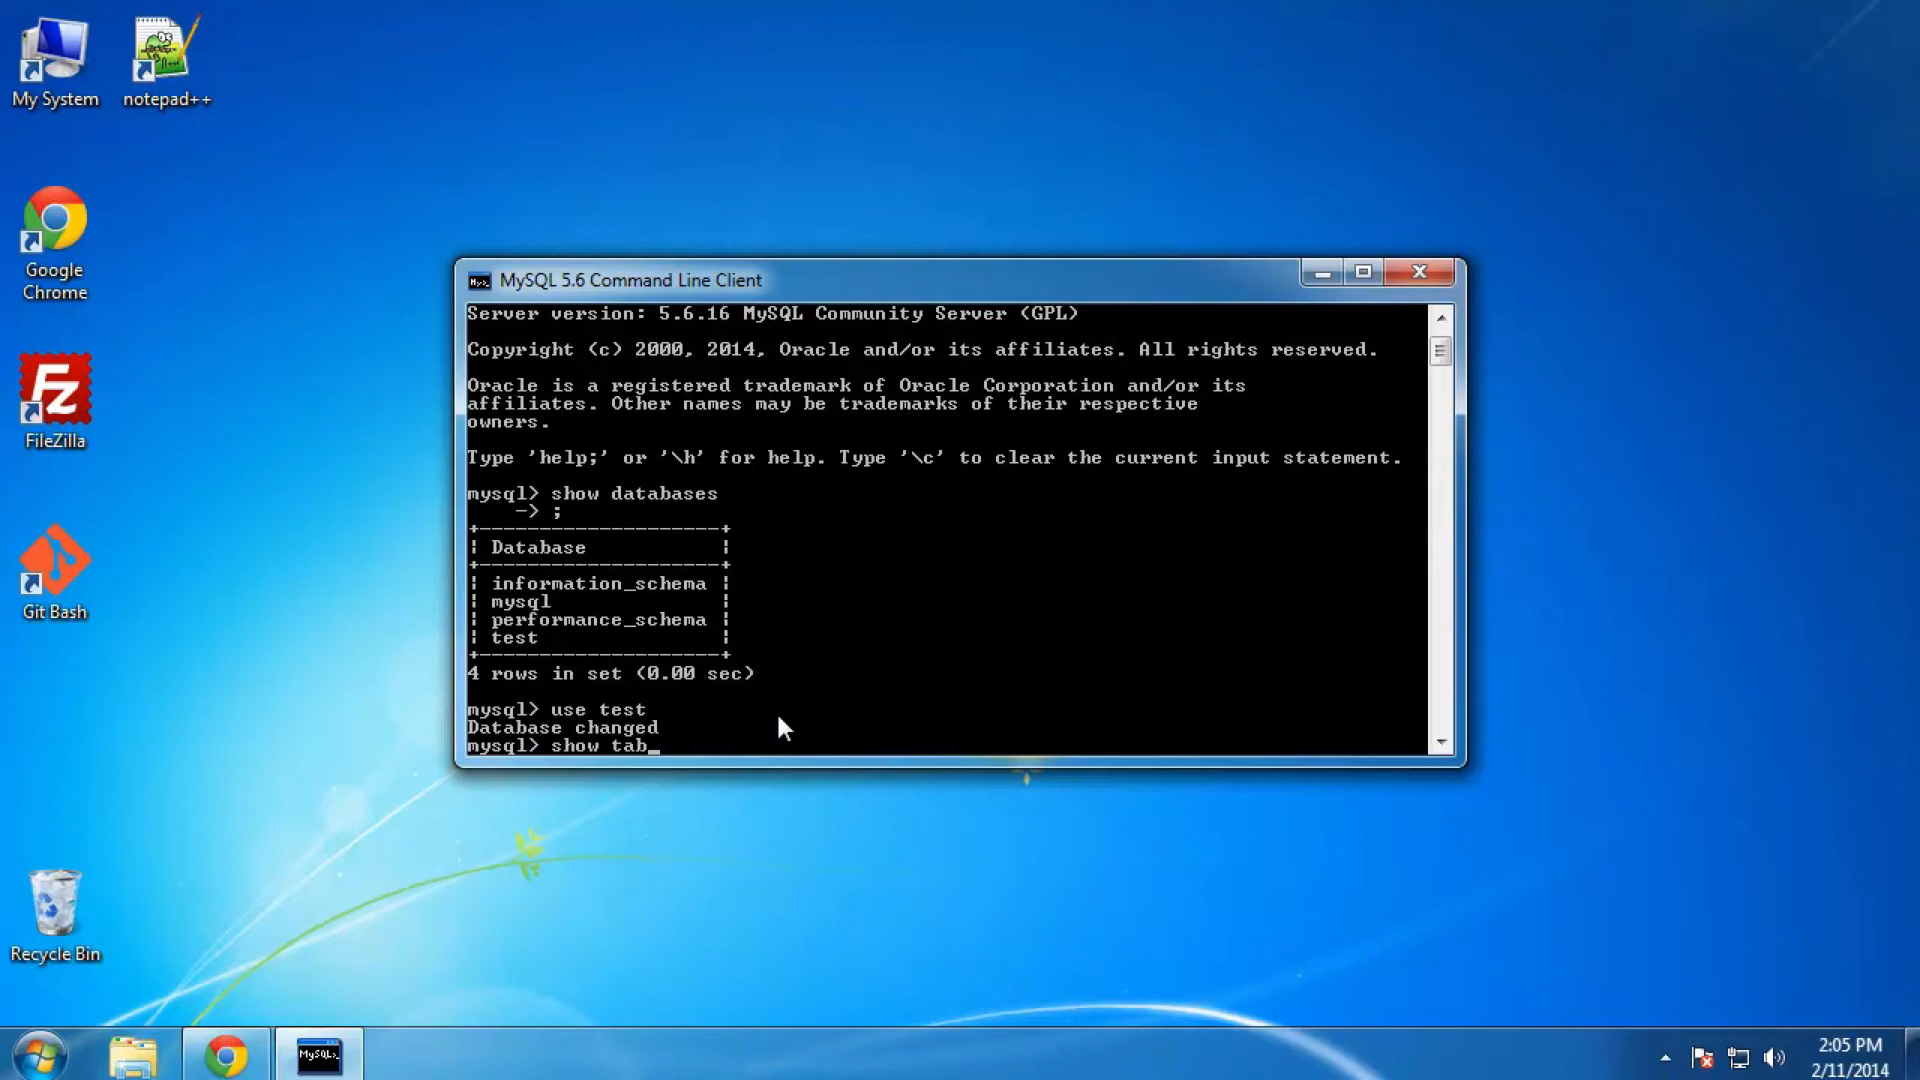 My System
notepad++
Google
Chrome
FileZilla
Git Bash
Recycle Bin
MySQL 5.6 Command Line Client
Server version: 5.6.16 MySQL Community Server (GPL)
Copyright (c) 2000, 2014, Oracle and/or its affiliates. All rights reserved.
Oracle is a registered trademark of Oracle Corporation and/or its
affiliates. Other names may be trademarks of their respective
owners.
Type 'help;' or '\h' for help. Type '\c' to clear the current input statement.
mysql> show databases
    -> ;
+--------------------+
| Database           |
+--------------------+
| information_schema |
| mysql              |
| performance_schema |
| test               |
+--------------------+
4 rows in set (0.00 sec)
mysql> use test
Database changed
mysql> show tab_
MySQL>_
2:05 PM
2/11/2014